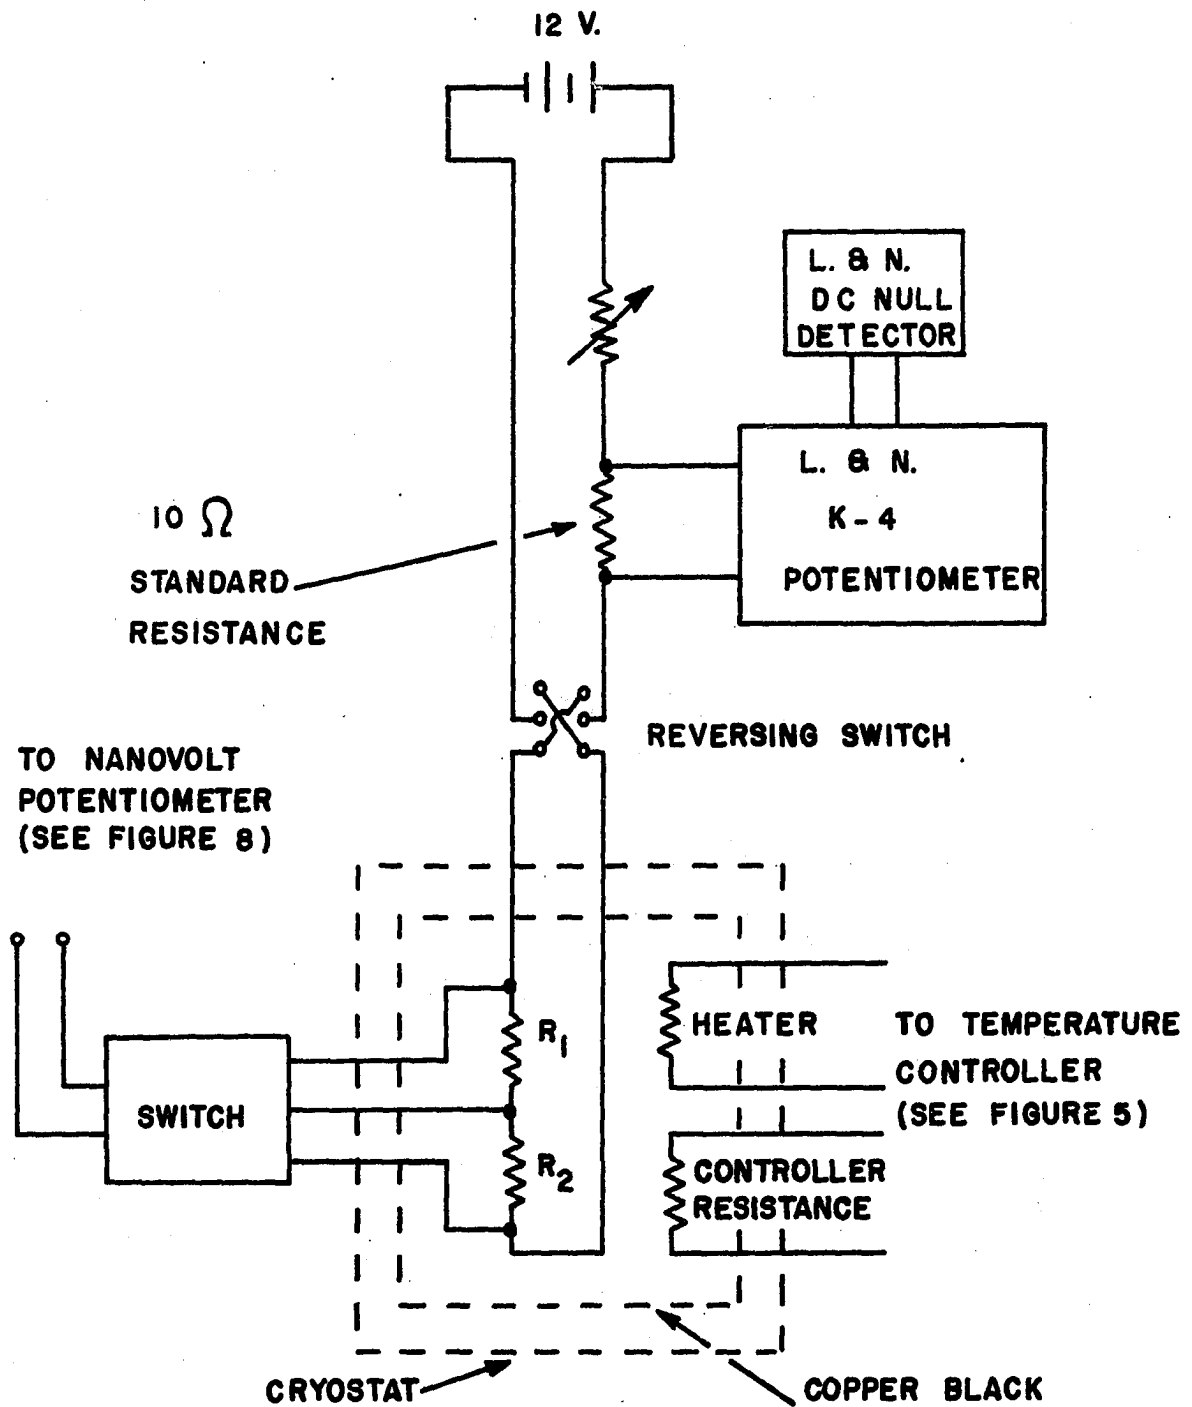 12 V.
L. & N.
DC NULL
DETECTOR
L. & N.
K-4
POTENTIOMETER
10 Ω
STANDARD
RESISTANCE
REVERSING SWITCH
TO NANOVOLT
POTENTIOMETER
(SEE FIGURE 8)
R1
HEATER
TO TEMPERATURE
CONTROLLER
(SEE FIGURE 5)
SWITCH
R2
CONTROLLER
RESISTANCE
CRYOSTAT
COPPER BLACK